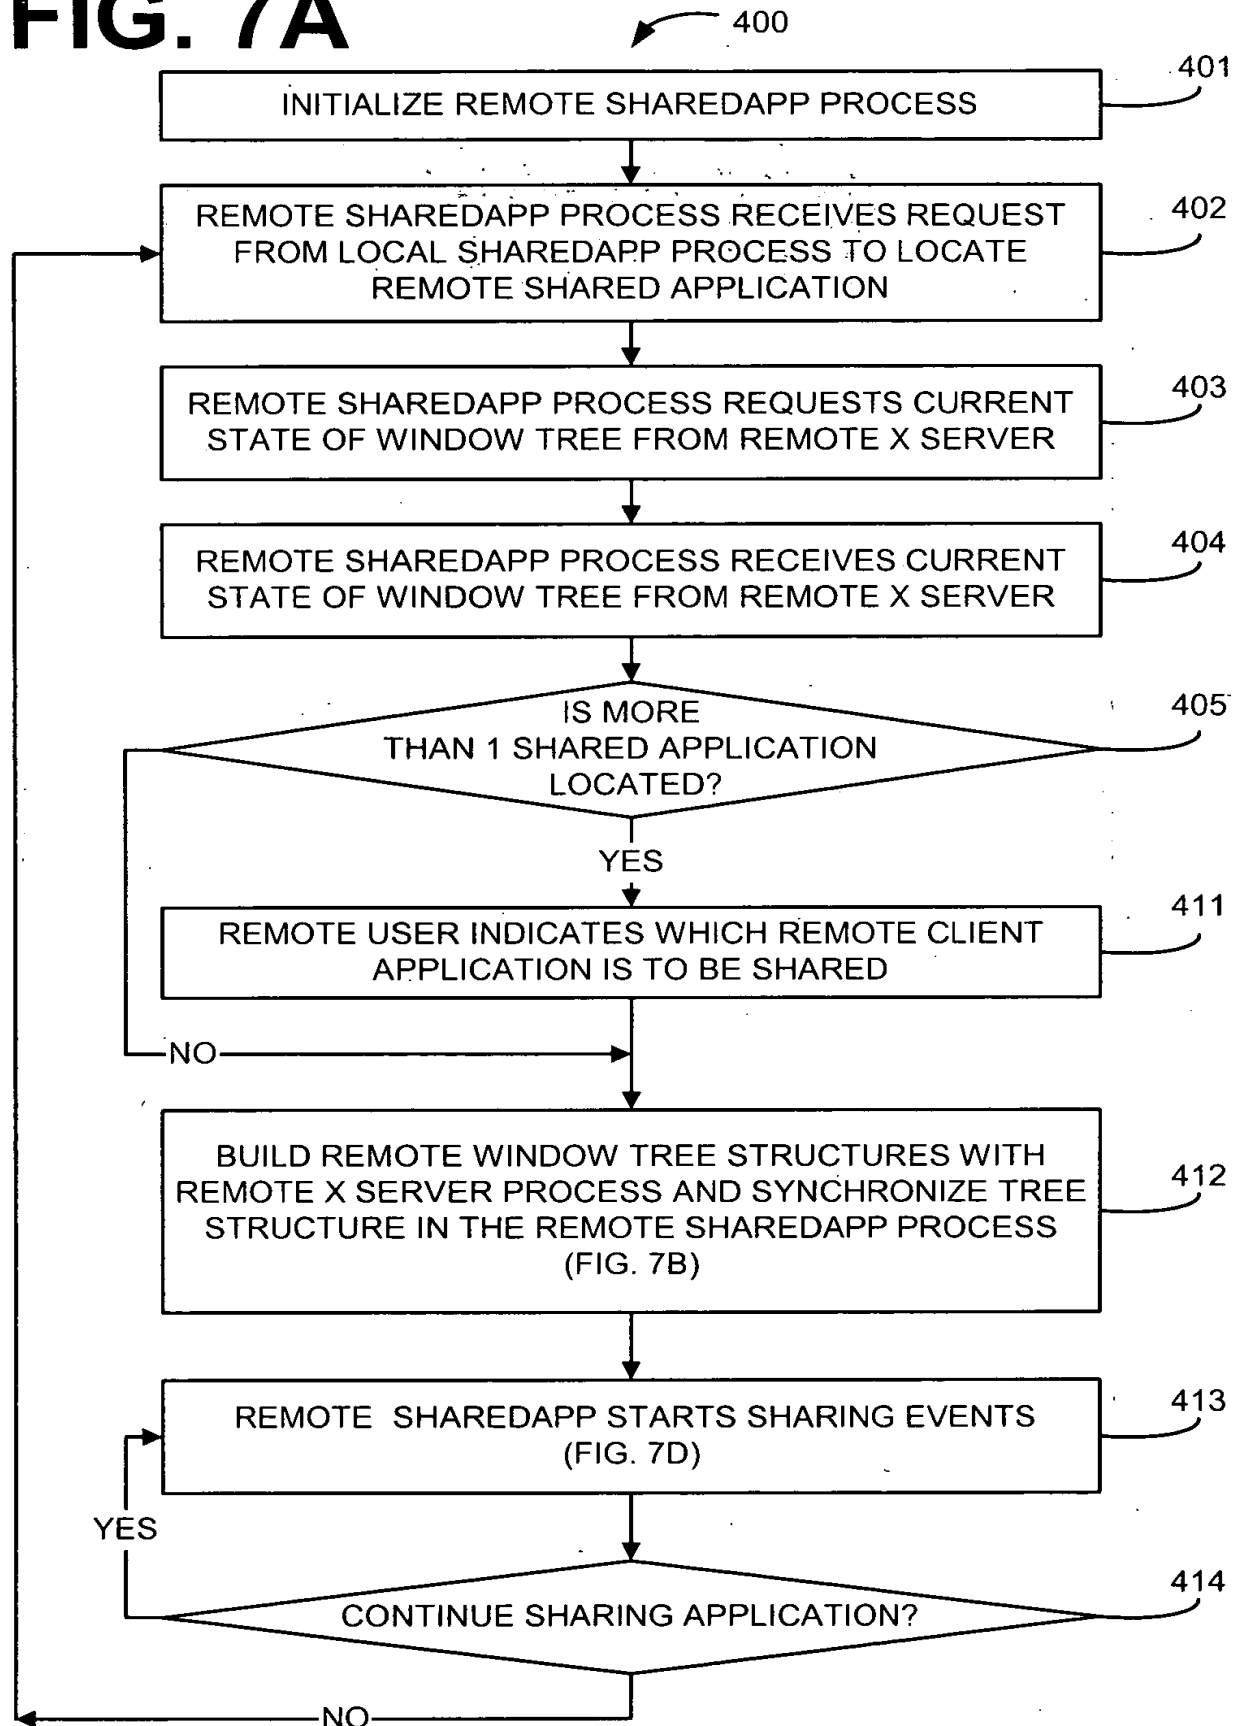 FIG. 7A
400
INITIALIZE REMOTE SHAREDAPP PROCESS
401
REMOTE SHAREDAPP PROCESS RECEIVES REQUEST
FROM LOCAL SHAREDAPP PROCESS TO LOCATE
REMOTE SHARED APPLICATION
402
REMOTE SHAREDAPP PROCESS REQUESTS CURRENT
STATE OF WINDOW TREE FROM REMOTE X SERVER
403
REMOTE SHAREDAPP PROCESS RECEIVES CURRENT
STATE OF WINDOW TREE FROM REMOTE X SERVER
404
IS MORE
THAN 1 SHARED APPLICATION
LOCATED?
405
YES
REMOTE USER INDICATES WHICH REMOTE CLIENT
APPLICATION IS TO BE SHARED
411
NO
BUILD REMOTE WINDOW TREE STRUCTURES WITH
REMOTE X SERVER PROCESS AND SYNCHRONIZE TREE
STRUCTURE IN THE REMOTE SHAREDAPP PROCESS
(FIG. 7B)
412
REMOTE SHAREDAPP STARTS SHARING EVENTS
(FIG. 7D)
413
YES
CONTINUE SHARING APPLICATION?
414
NO